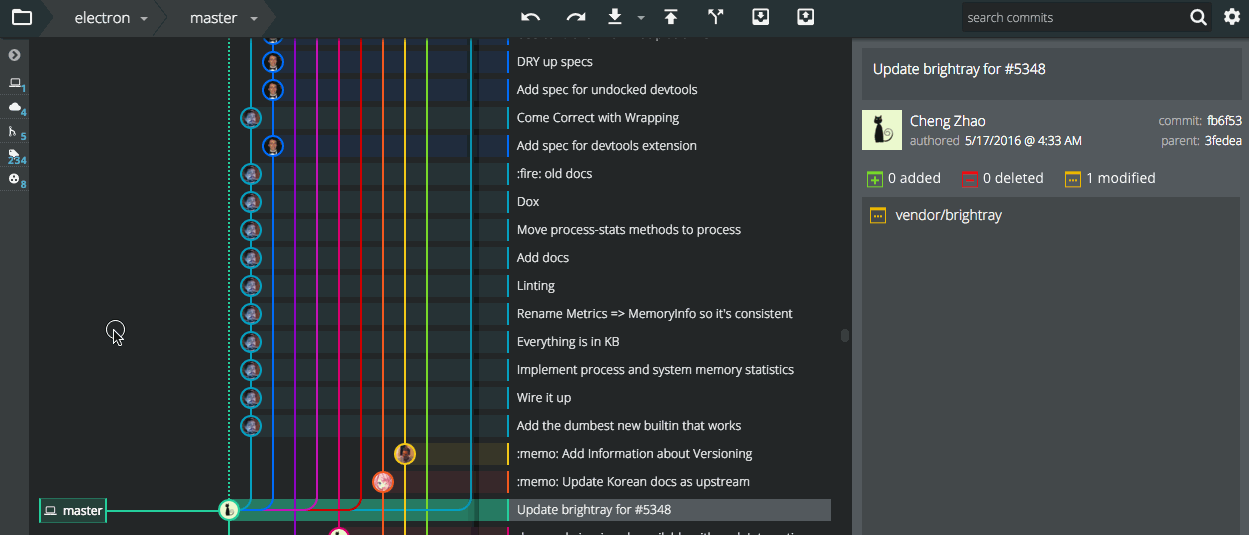 electron
master
search commits
1
4
5
234
8
DRY up specs
Add spec for undocked devtools
Come Correct with Wrapping
Add spec for devtools extension
:fire: old docs
Dox
Move process-stats methods to process
Add docs
Linting
Rename Metrics => MemoryInfo so it's consistent
Everything is in KB
Implement process and system memory statistics
Wire it up
Add the dumbest new builtin that works
:memo: Add Information about Versioning
:memo: Update Korean docs as upstream
master
Update brightray for #5348
Update brightray for #5348
Cheng Zhao
commit: fb6f53
authored 5/17/2016 @ 4:33 AM
parent: 3fedea
0 added
0 deleted
1 modified
vendor/brightray